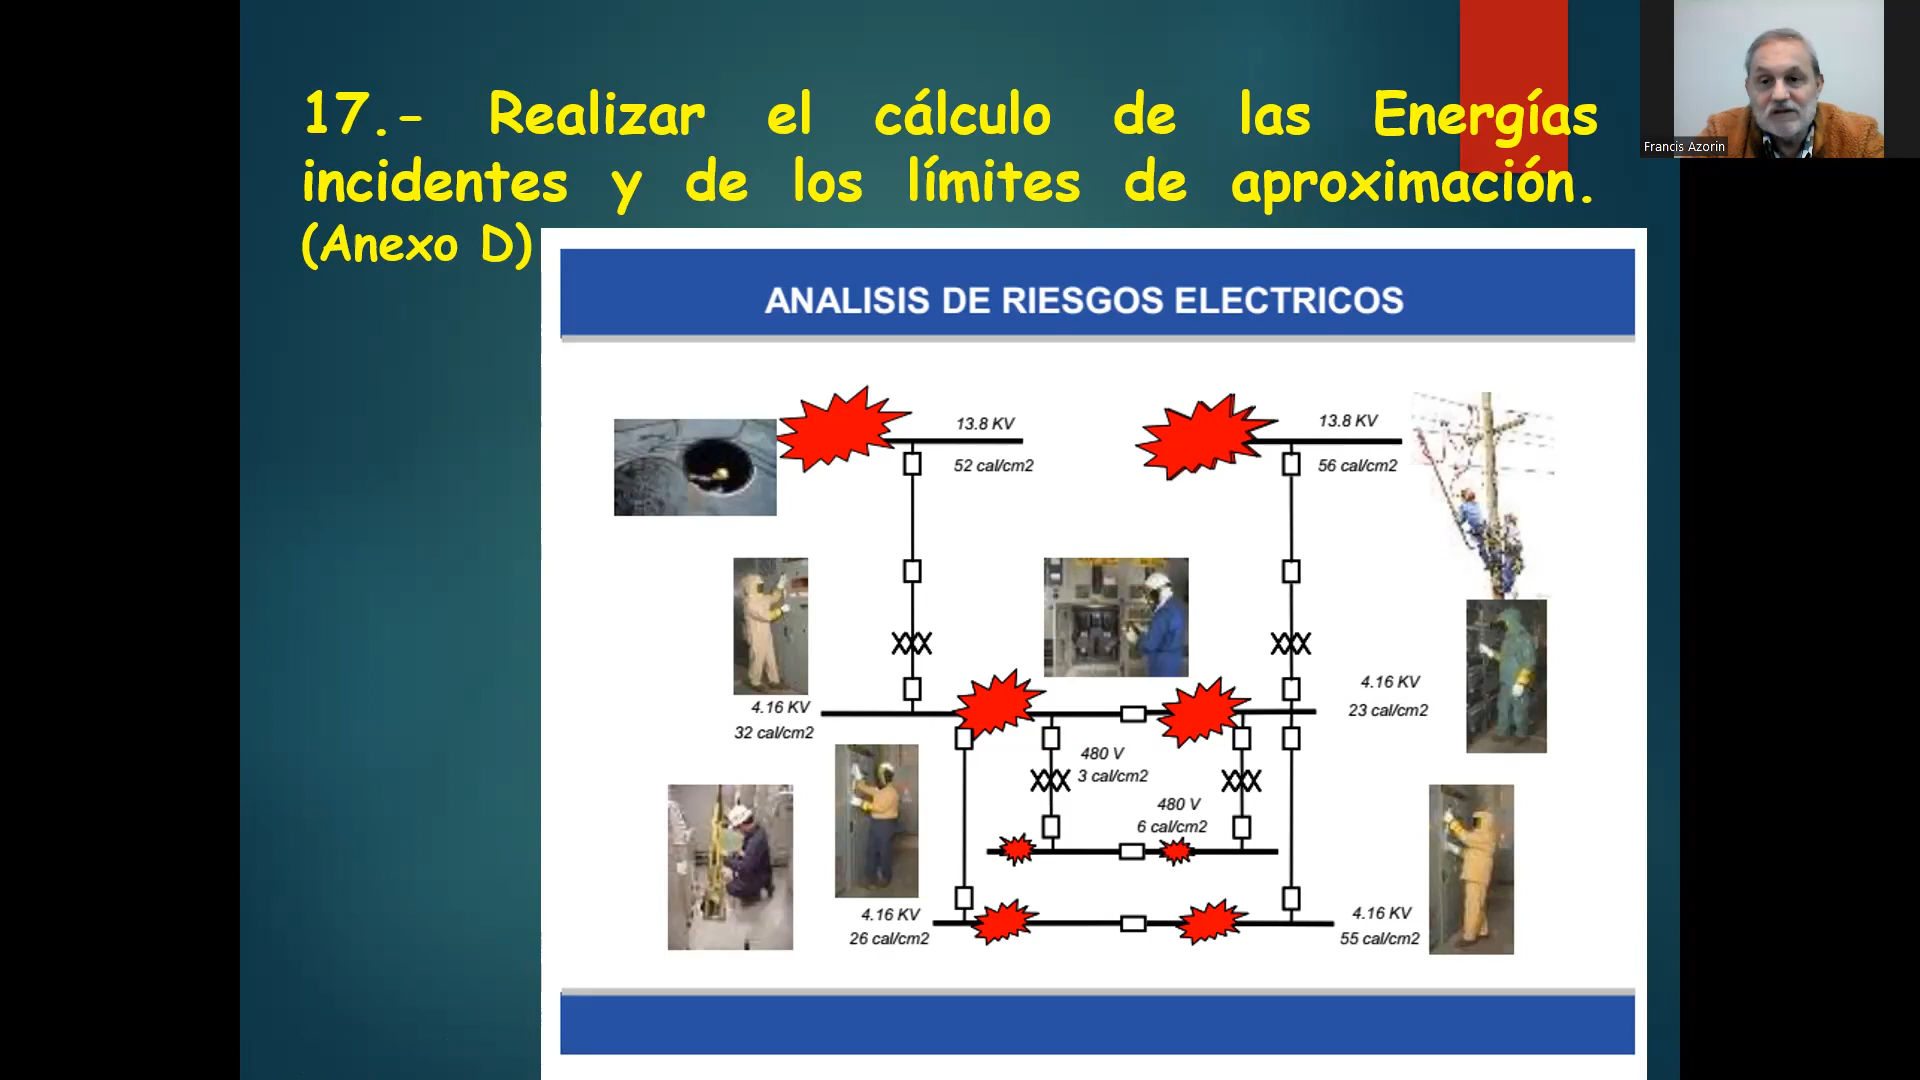 17.- Realizar el cálculo de las Energías
incidentes y de los límites de aproximación.
(Anexo D)
Francis Azorin
ANALISIS DE RIESGOS ELECTRICOS
13.8 KV
52 cal/cm2
13.8 KV
56 cal/cm2
4.16 KV
32 cal/cm2
4.16 KV
23 cal/cm2
480 V
3 cal/cm2
480 V
6 cal/cm2
4.16 KV
26 cal/cm2
4.16 KV
55 cal/cm2